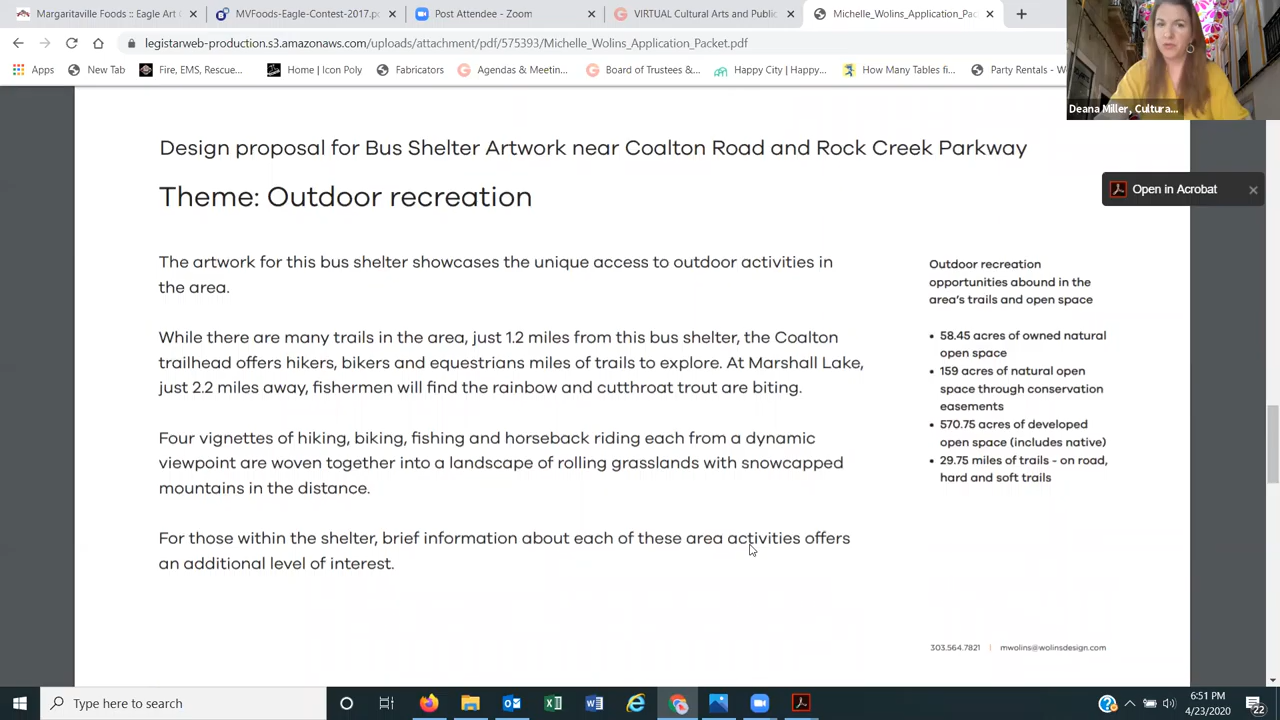 Margaritaville Foods :: Eagle Art C
MVFoods-Eagle-Contest-2017.pd
Post Attendee - Zoom
VIRTUAL Cultural Arts and Public
Michelle_Wolins_Application_Pac
legistarweb-production.s3.amazonaws.com/uploads/attachment/pdf/575393/Michelle_Wolins_Application_Packet.pdf
Apps
New Tab
Fire, EMS, Rescue...
Home | Icon Poly
Fabricators
Agendas & Meetin...
Board of Trustees &...
Happy City | Happy...
How Many Tables fi...
Party Rentals - W
Deana Miller, Cultura...
Open in Acrobat
Design proposal for Bus Shelter Artwork near Coalton Road and Rock Creek Parkway
Theme: Outdoor recreation
The artwork for this bus shelter showcases the unique access to outdoor activities in
the area.
While there are many trails in the area, just 1.2 miles from this bus shelter, the Coalton
trailhead offers hikers, bikers and equestrians miles of trails to explore. At Marshall Lake,
just 2.2 miles away, fishermen will find the rainbow and cutthroat trout are biting.
Four vignettes of hiking, biking, fishing and horseback riding each from a dynamic
viewpoint are woven together into a landscape of rolling grasslands with snowcapped
mountains in the distance.
For those within the shelter, brief information about each of these area activities offers
an additional level of interest.
Outdoor recreation
opportunities abound in the
area's trails and open space
• 58.45 acres of owned natural
open space
• 159 acres of natural open
space through conservation
easements
• 570.75 acres of developed
open space (includes native)
• 29.75 miles of trails - on road,
hard and soft trails
303.564.7821 | mwolins@wolinsdesign.com
Type here to search
6:51 PM
4/23/2020
22